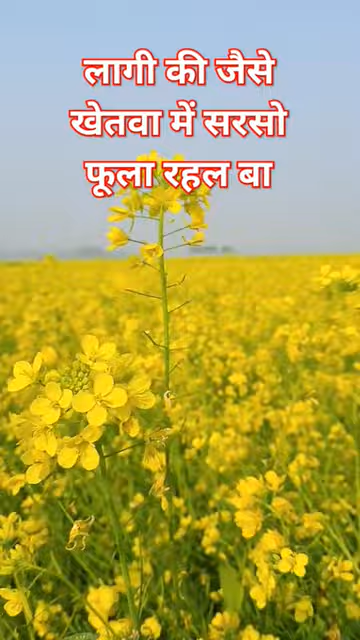 लागी की जैसे
खेतवा में सरसो
फूला रहल बा